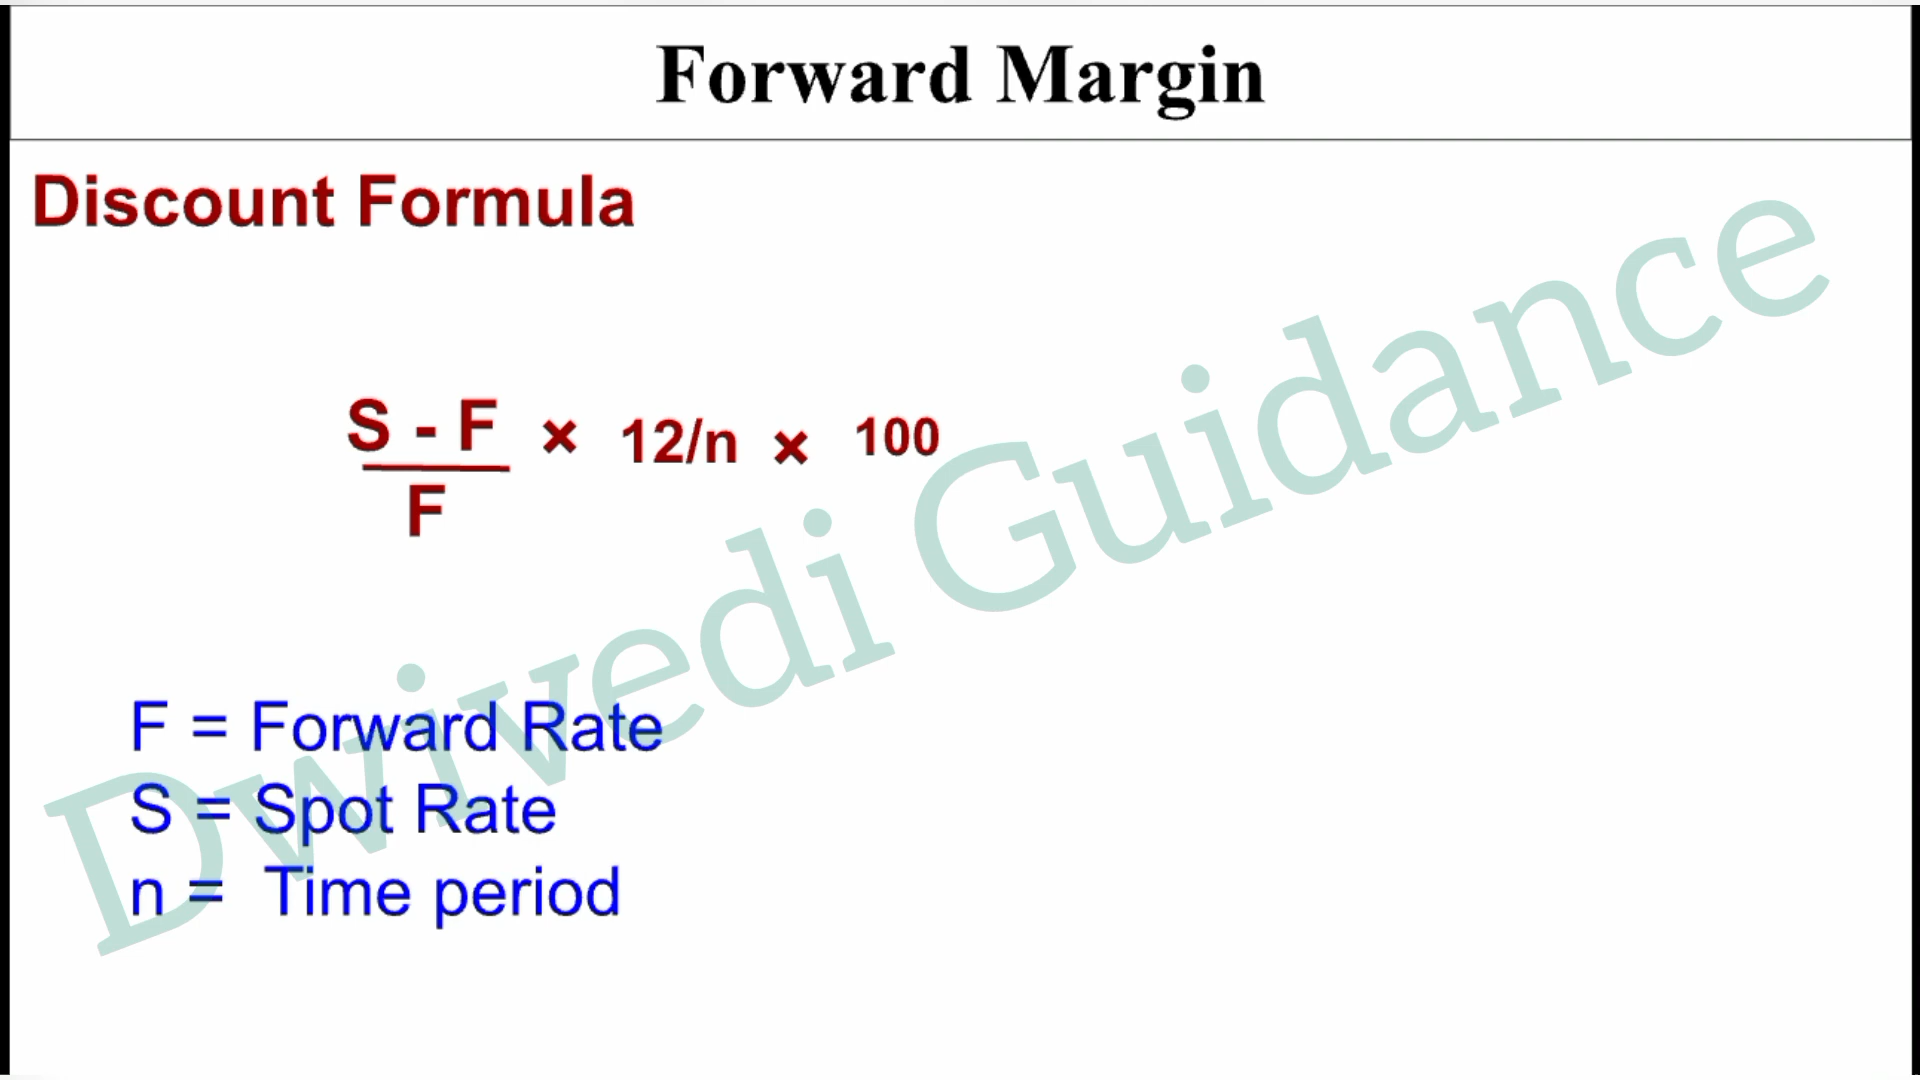 Forward Margin
Discount Formula
S - F × 12/n × 100
F
F = Forward Rate
S = Spot Rate
n = Time period
Dwivedi Guidance